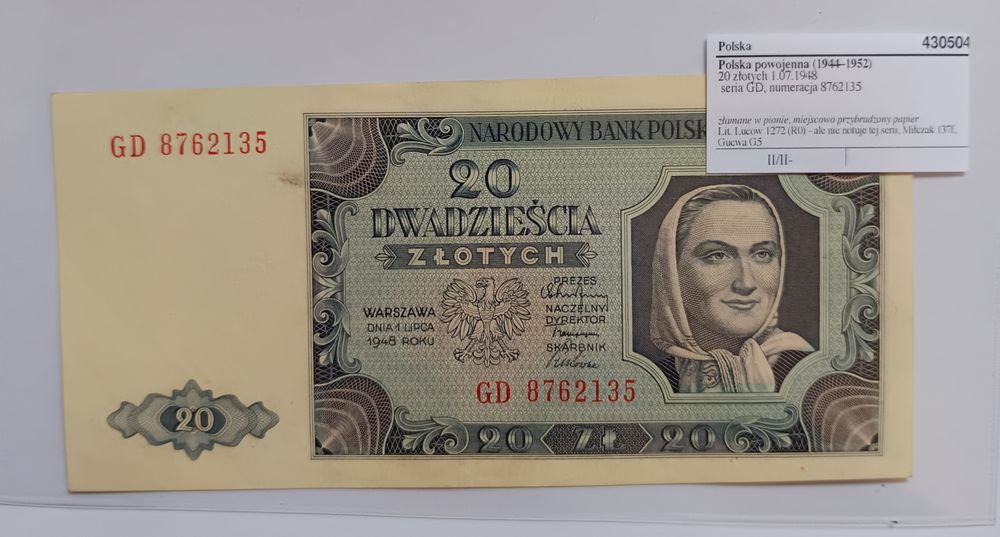 Polska 430504
Polska powojenna (1944-1952)
20 złotych 1.07.1948
seria GD, numeracja 8762135
złamane w pionie, miejscowo przybrudzony papier
Lit. Lucow 1272 (R0) - ale nie notuje tej serii, Miłczak 137f,
Gucwa G5
II/II-
GD 8762135
NARODOWY BANK POLSK
20
DWADZIEŚCIA
ZŁOTYCH
WARSZAWA
DNIA 1 LIPCA
1948 ROKU
PREZES
NACZELNY
DYREKTOR
SKARBNIK
GD 8762135
20
20 ZŁ 20